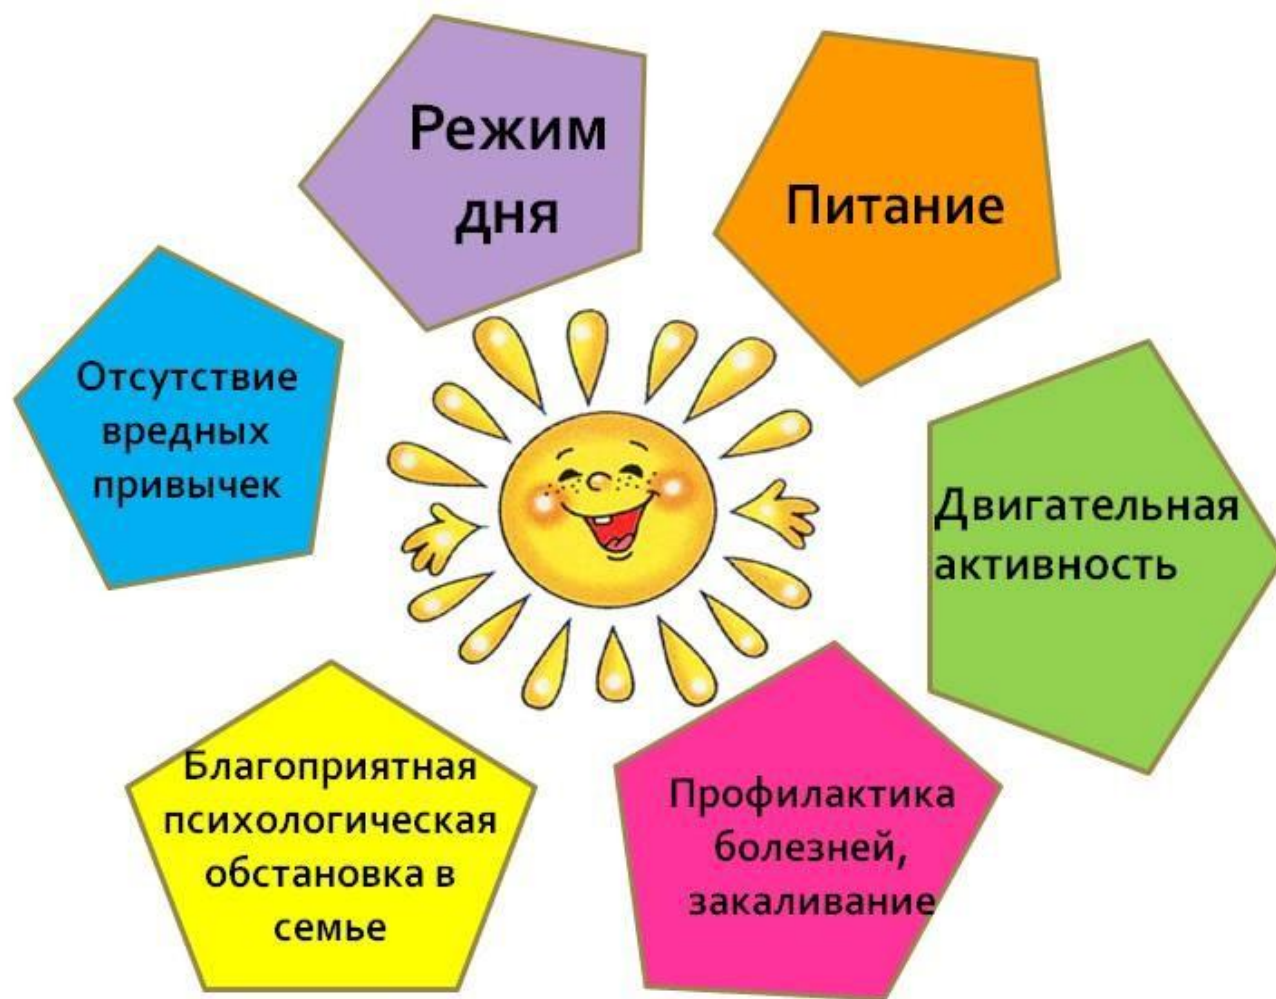 Режим
дня
Питание
Отсутствие
вредных
привычек
Двигательная
активность
Благоприятная
психологическая
обстановка в
семье
Профилактика
болезней,
закаливание